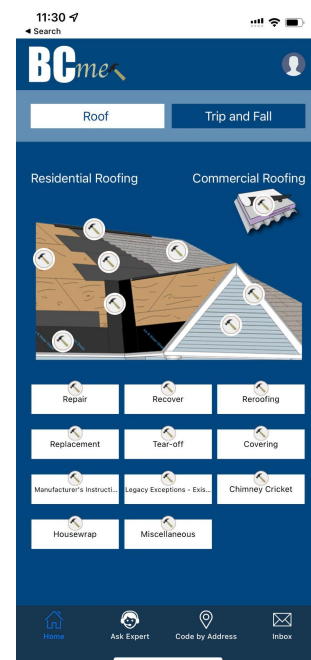 11:30
◀ Search
BCme
Roof
Trip and Fall
Residential Roofing
Commercial Roofing
Repair
Recover
Reroofing
Replacement
Tear-off
Covering
Manufacturer's Instructi...
Legacy Exceptions - Exis...
Chimney Cricket
Housewrap
Miscellaneous
Home
Ask Expert
Code by Address
Inbox